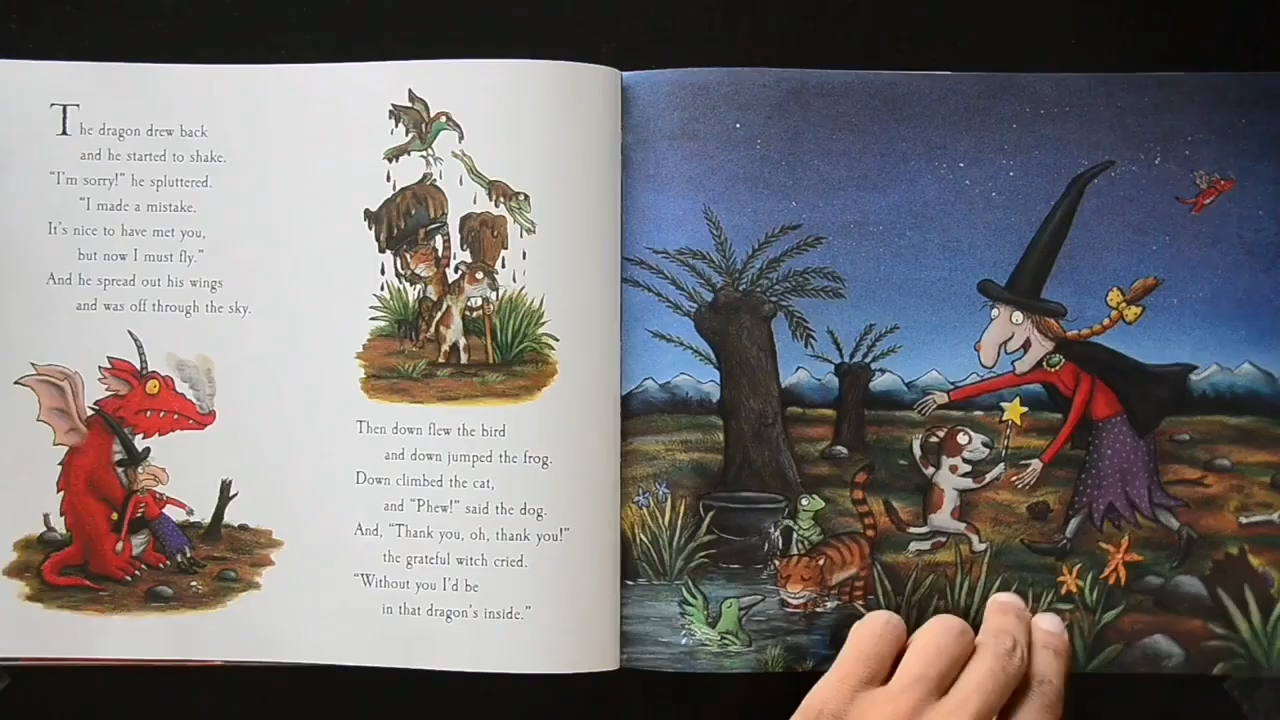 The dragon drew back
and he started to shake.
"I'm sorry!" he spluttered.
"I made a mistake.
It's nice to have met you,
but now I must fly."
And he spread out his wings
and was off through the sky.
Then down flew the bird
and down jumped the frog.
Down climbed the cat,
and "Phew!" said the dog.
And, "Thank you, oh, thank you!"
the grateful witch cried.
"Without you I'd be
in that dragon's inside."